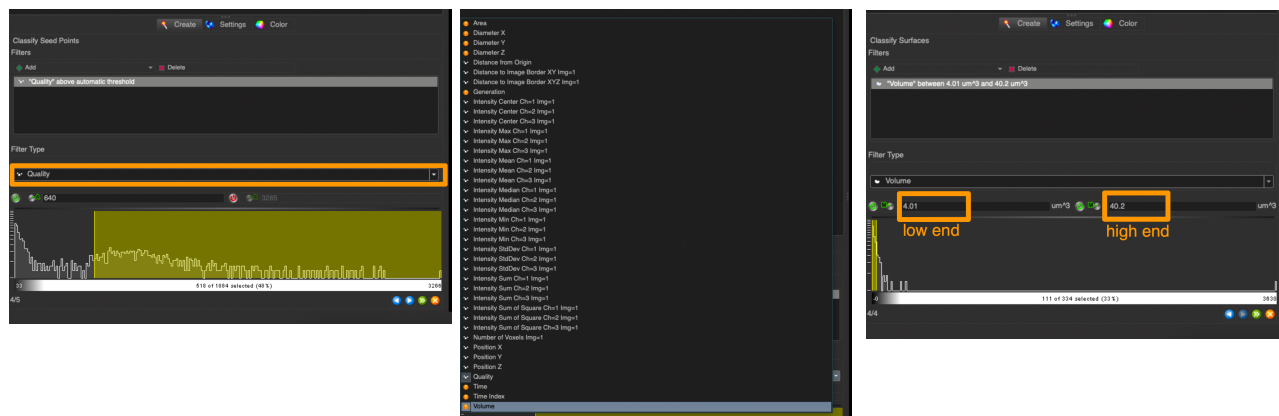 Create Settings Color
Classify Seed Points
Filters
Add Delete
"Quality" above automatic threshold
Filter Type
Quality
640 3265
33 518 of 1084 selected (48%) 3266
4/5
Area
Diameter X
Diameter Y
Diameter Z
Distance from Origin
Distance to Image Border XY Img=1
Distance to Image Border XYZ Img=1
Generation
Intensity Center Ch=1 Img=1
Intensity Center Ch=2 Img=1
Intensity Center Ch=3 Img=1
Intensity Max Ch=1 Img=1
Intensity Max Ch=2 Img=1
Intensity Max Ch=3 Img=1
Intensity Mean Ch=1 Img=1
Intensity Mean Ch=2 Img=1
Intensity Mean Ch=3 Img=1
Intensity Median Ch=1 Img=1
Intensity Median Ch=2 Img=1
Intensity Median Ch=3 Img=1
Intensity Min Ch=1 Img=1
Intensity Min Ch=2 Img=1
Intensity Min Ch=3 Img=1
Intensity StdDev Ch=1 Img=1
Intensity StdDev Ch=2 Img=1
Intensity StdDev Ch=3 Img=1
Intensity Sum Ch=1 Img=1
Intensity Sum Ch=2 Img=1
Intensity Sum Ch=3 Img=1
Intensity Sum of Square Ch=1 Img=1
Intensity Sum of Square Ch=2 Img=1
Intensity Sum of Square Ch=3 Img=1
Number of Voxels Img=1
Position X
Position Y
Position Z
Quality
Time
Time Index
Volume
Create Settings Color
Classify Surfaces
Filters
Add Delete
"Volume" between 4.01 um^3 and 40.2 um^3
Filter Type
Volume
4.01 um^3 40.2 um^3
low end high end
-0 111 of 334 selected (33%) 3638
4/4